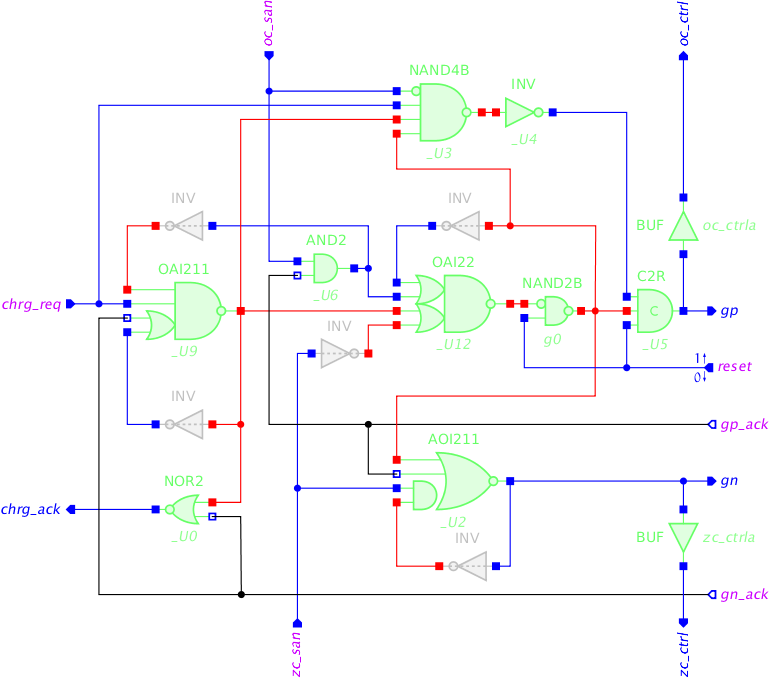 oc_san
oc_ctrl
NAND4B
INV
_U3
_U4
INV
INV
BUF
oc_ctrla
AND2
OAI211
_U6
OAI22
NAND2B
C2R
chrg_req
C
gp
_U9
INV
_U12
g0
_U5
1
reset
0
INV
gp_ack
AOI211
NOR2
gn
chrg_ack
_U2
_U0
INV
BUF
zc_ctrla
gn_ack
zc_san
zc_ctrl